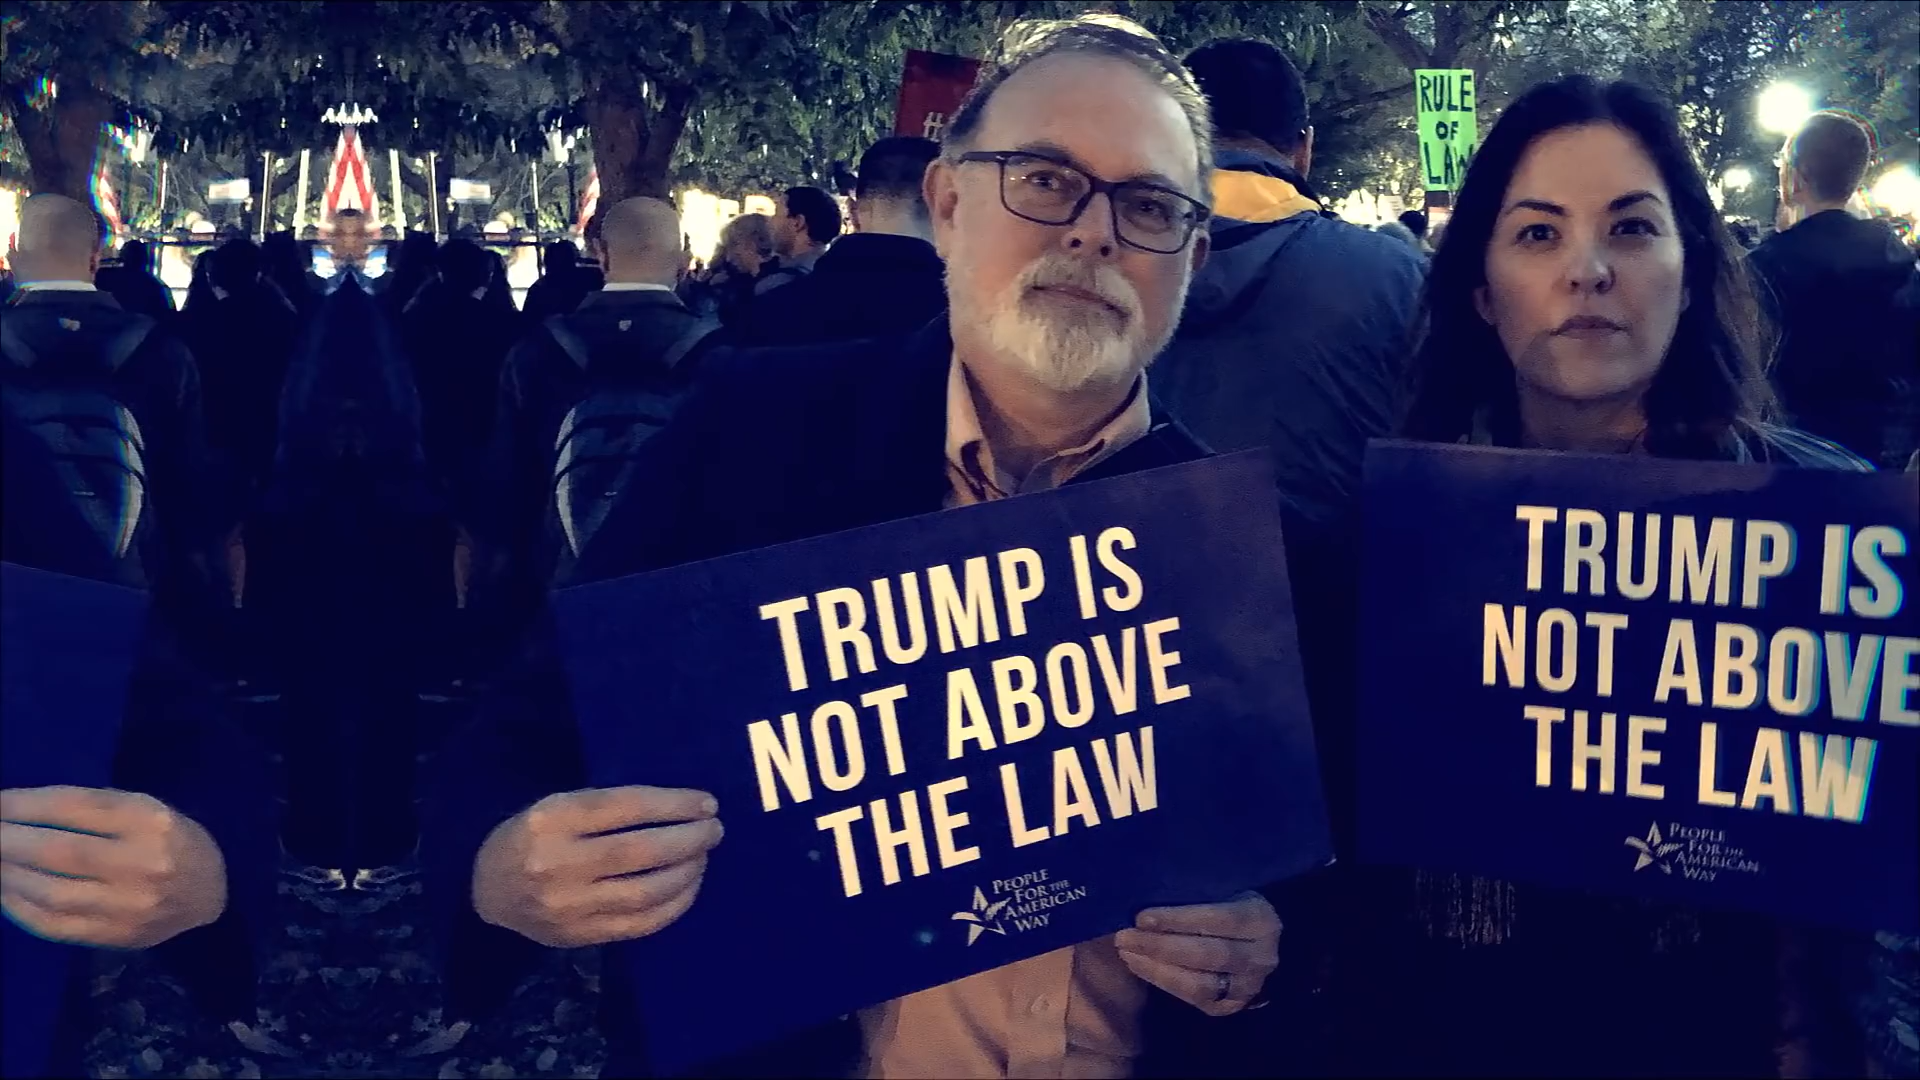 #
RULE
OF
LAW
TRUMP IS
NOT ABOVE
THE LAW
PEOPLE
FOR THE
AMERICAN
WAY
TRUMP IS
NOT ABOVE
THE LAW
PEOPLE
FOR THE
AMERICAN
WAY